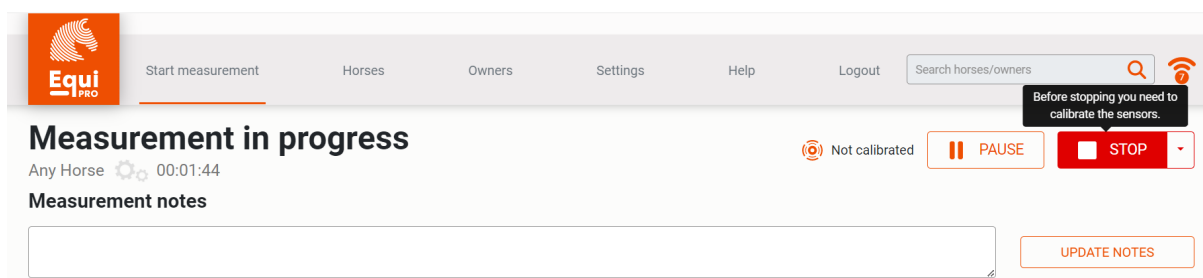 Equi
PRO
Start measurement
Horses
Owners
Settings
Help
Logout
Search horses/owners
7
Before stopping you need to
calibrate the sensors.
Measurement in progress
Not calibrated
PAUSE
STOP
Any Horse 00:01:44
Measurement notes
UPDATE NOTES